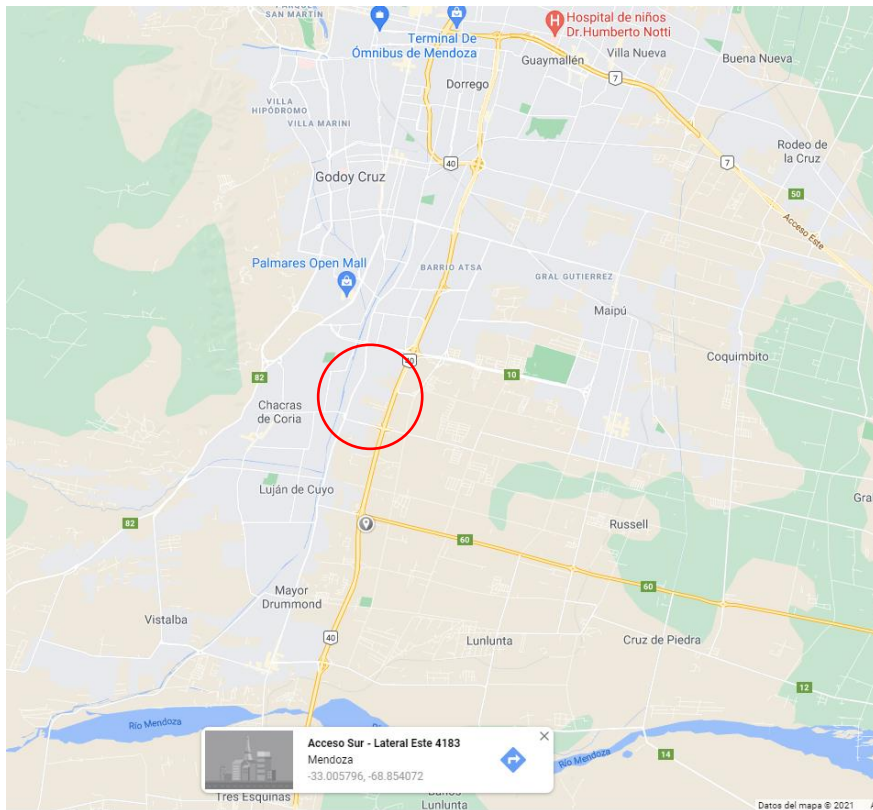 SAN MARTÍN
Hospital de niños
Dr.Humberto Notti
Terminal De
Ómnibus de Mendoza
Guaymallén
Villa Nueva
Buena Nueva
7
Dorrego
VILLA
HIPÓDROMO
VILLA MARINI
Rodeo de
la Cruz
40
7
Godoy Cruz
50
Acceso Este
Palmares Open Mall
BARRIO ATSA
GRAL GUTIERREZ
Maipú
Coquimbito
40
82
10
Chacras
de Coria
Luján de Cuyo
Gra
82
Russell
60
60
Mayor
Drummond
Vistalba
40
Lunlunta
Cruz de Piedra
12
Río Mendoza
Acceso Sur - Lateral Este 4183
Mendoza
-33.005796, -68.854072
Río Mendoza
14
Tres Esquinas
Lunlunta
Datos del mapa © 2021